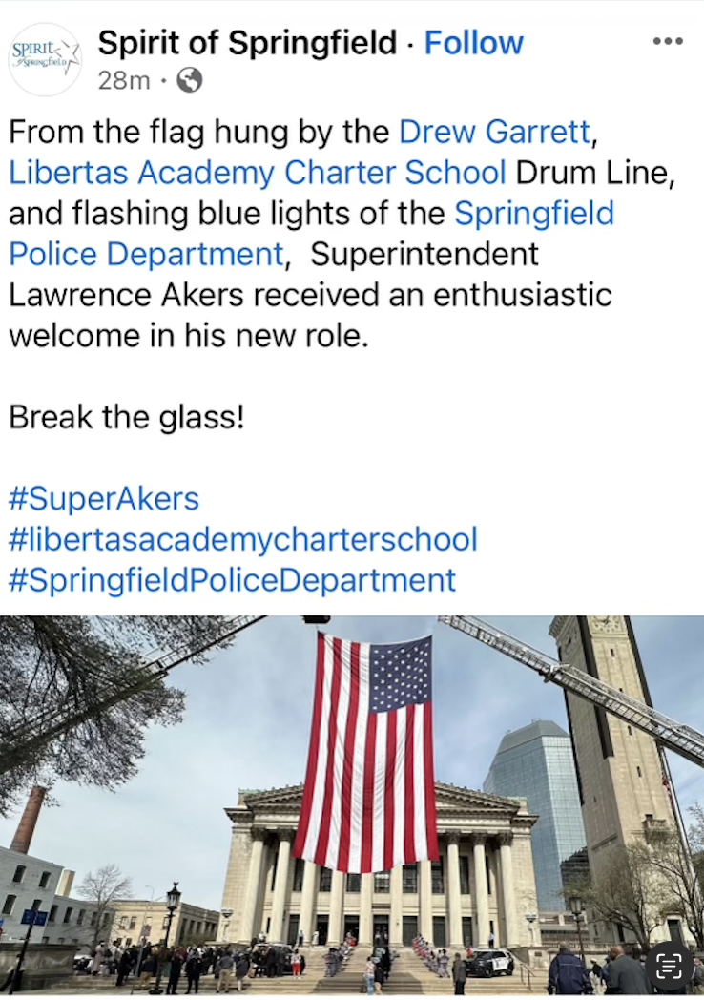 SPIRIT
of SPRINGFIELD
Spirit of Springfield · Follow
28m ·
From the flag hung by the Drew Garrett,
Libertas Academy Charter School Drum Line,
and flashing blue lights of the Springfield
Police Department,  Superintendent
Lawrence Akers received an enthusiastic
welcome in his new role.
Break the glass!
#SuperAkers
#libertasacademycharterschool
#SpringfieldPoliceDepartment